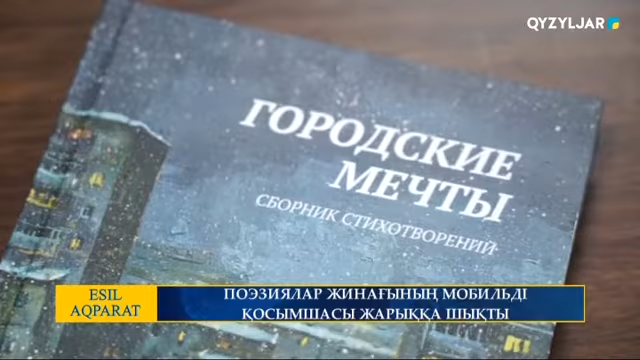 QYZYLJAR
ГОРОДСКИЕ
МЕЧТЫ
СБОРНИК СТИХОТВОРЕНИЙ
ESIL
AQPARAT
ПОЭЗИЯЛАР ЖИНАҒЫНЫҢ МОБИЛЬДІ
ҚОСЫМШАСЫ ЖАРЫҚҚА ШЫҚТЫ